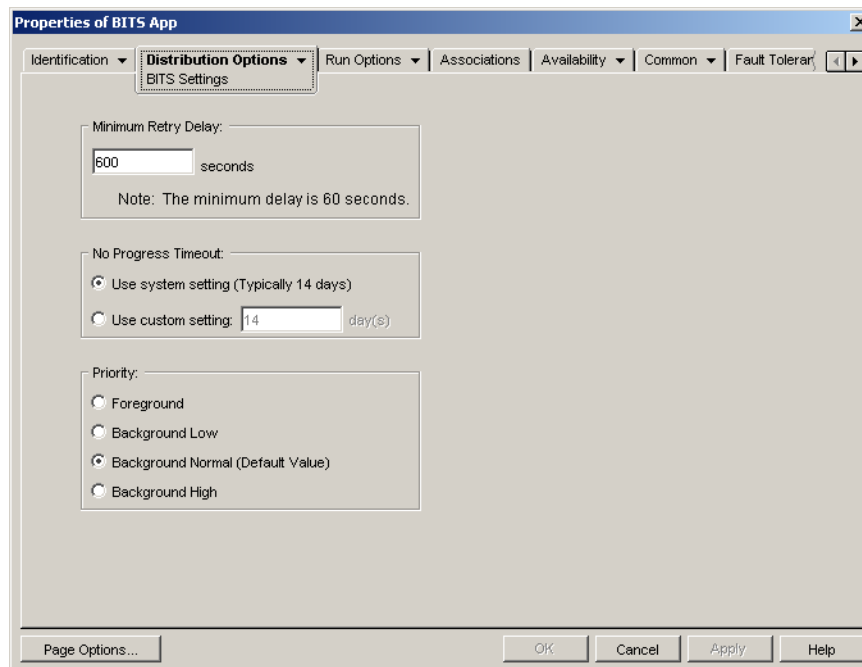 Properties of BITS App
Identification
Distribution Options
Run Options
Associations
Availability
Common
Fault Toleran
BITS Settings
Minimum Retry Delay:
600 seconds
Note: The minimum delay is 60 seconds.
No Progress Timeout:
Use system setting (Typically 14 days)
Use custom setting: 14 day(s)
Priority:
Foreground
Background Low
Background Normal (Default Value)
Background High
Page Options...
OK
Cancel
Apply
Help